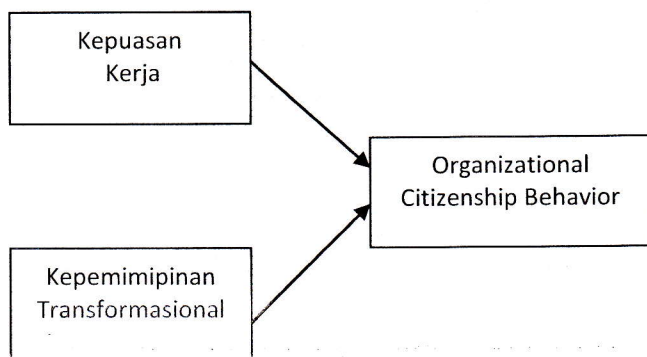 Kepuasan
Kerja
Organizational
Citizenship Behavior
Kepemimipinan
Transformasional